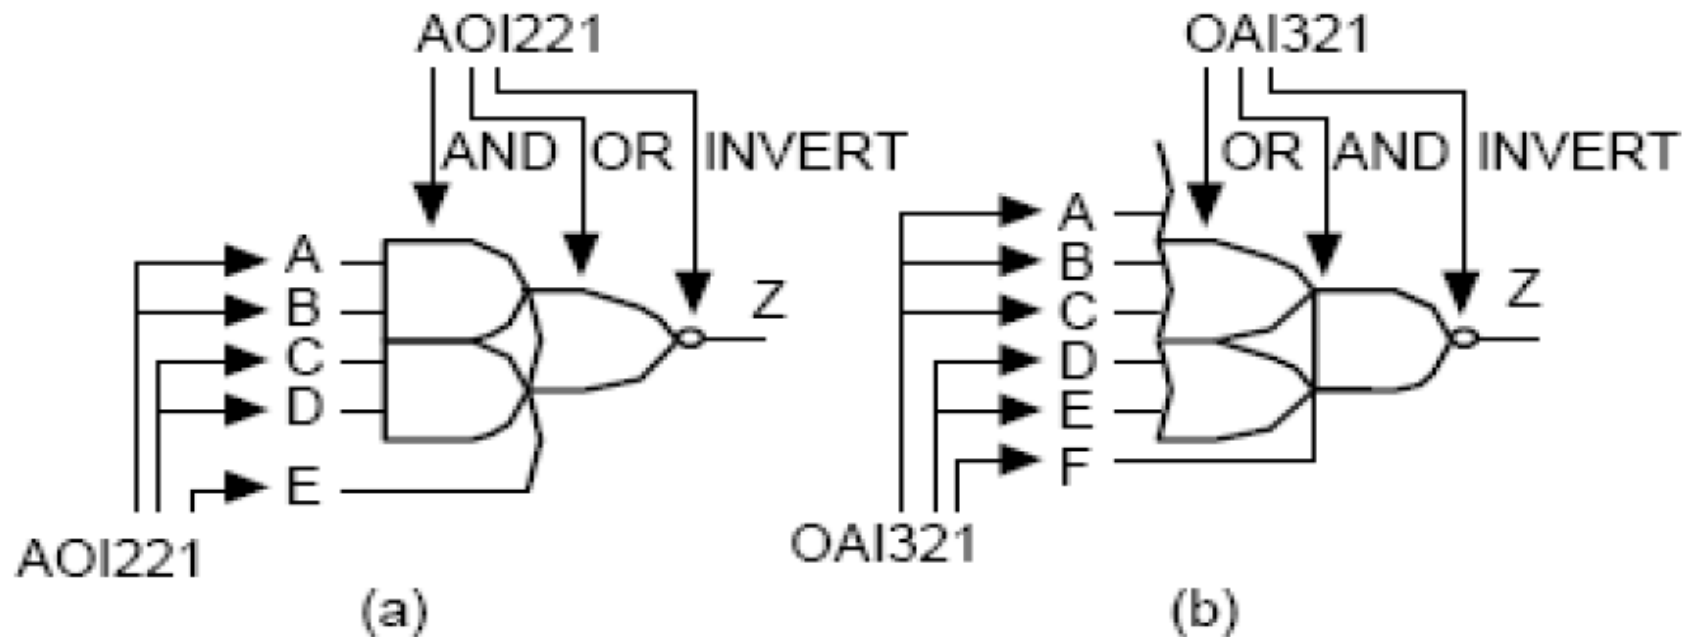 AOI221
AND OR INVERT
A
B
C
D
E
Z
AOI221
(a)
OAI321
OR AND INVERT
A
B
C
D
E
F
Z
OAI321
(b)